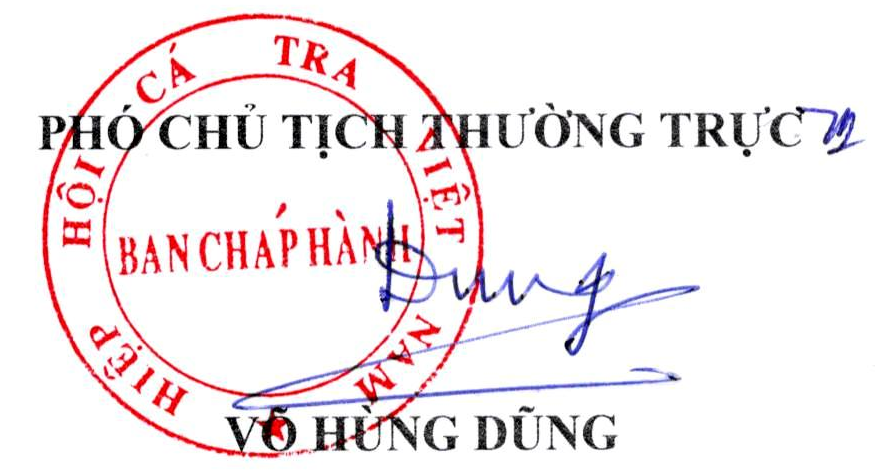 PHÓ CHỦ TỊCH THƯỜNG TRỰC
HIỆP HỘI CÁ TRA VIỆT NAM
BAN CHẤP HÀNH
Dung
VÕ HÙNG DŨNG